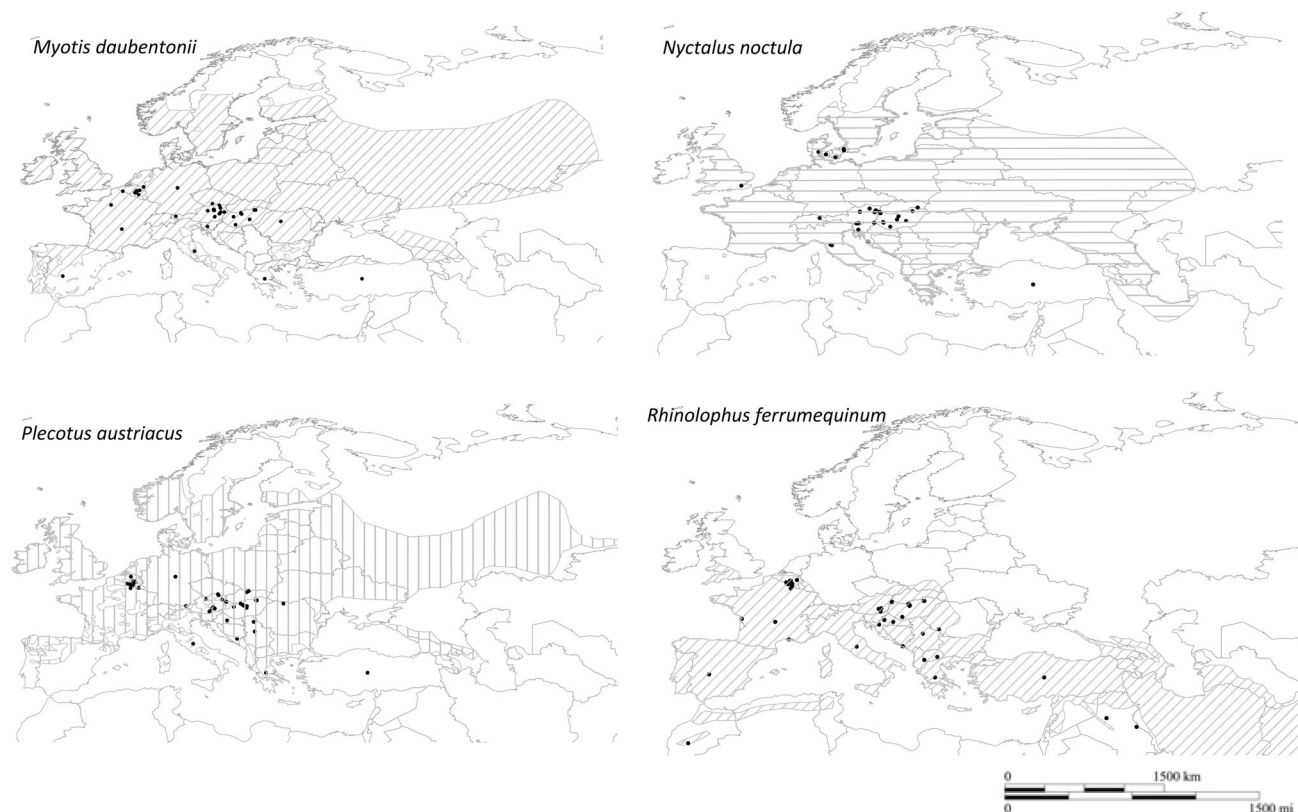 Myotis daubentonii
Nyctalus noctula
Plecotus austriacus
Rhinolophus ferrumequinum
0 1500 km
0 1500 mi